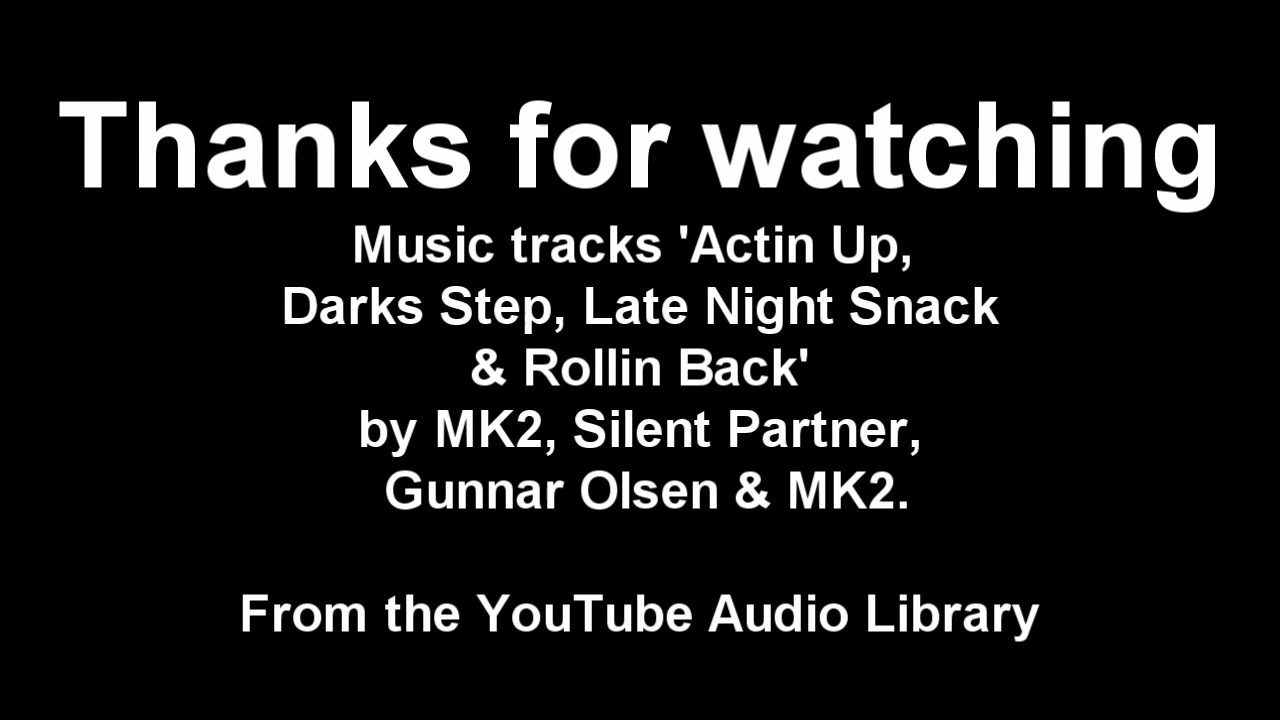 Thanks for watching
Music tracks 'Actin Up,
Darks Step, Late Night Snack
& Rollin Back'
by MK2, Silent Partner,
Gunnar Olsen & MK2.
From the YouTube Audio Library